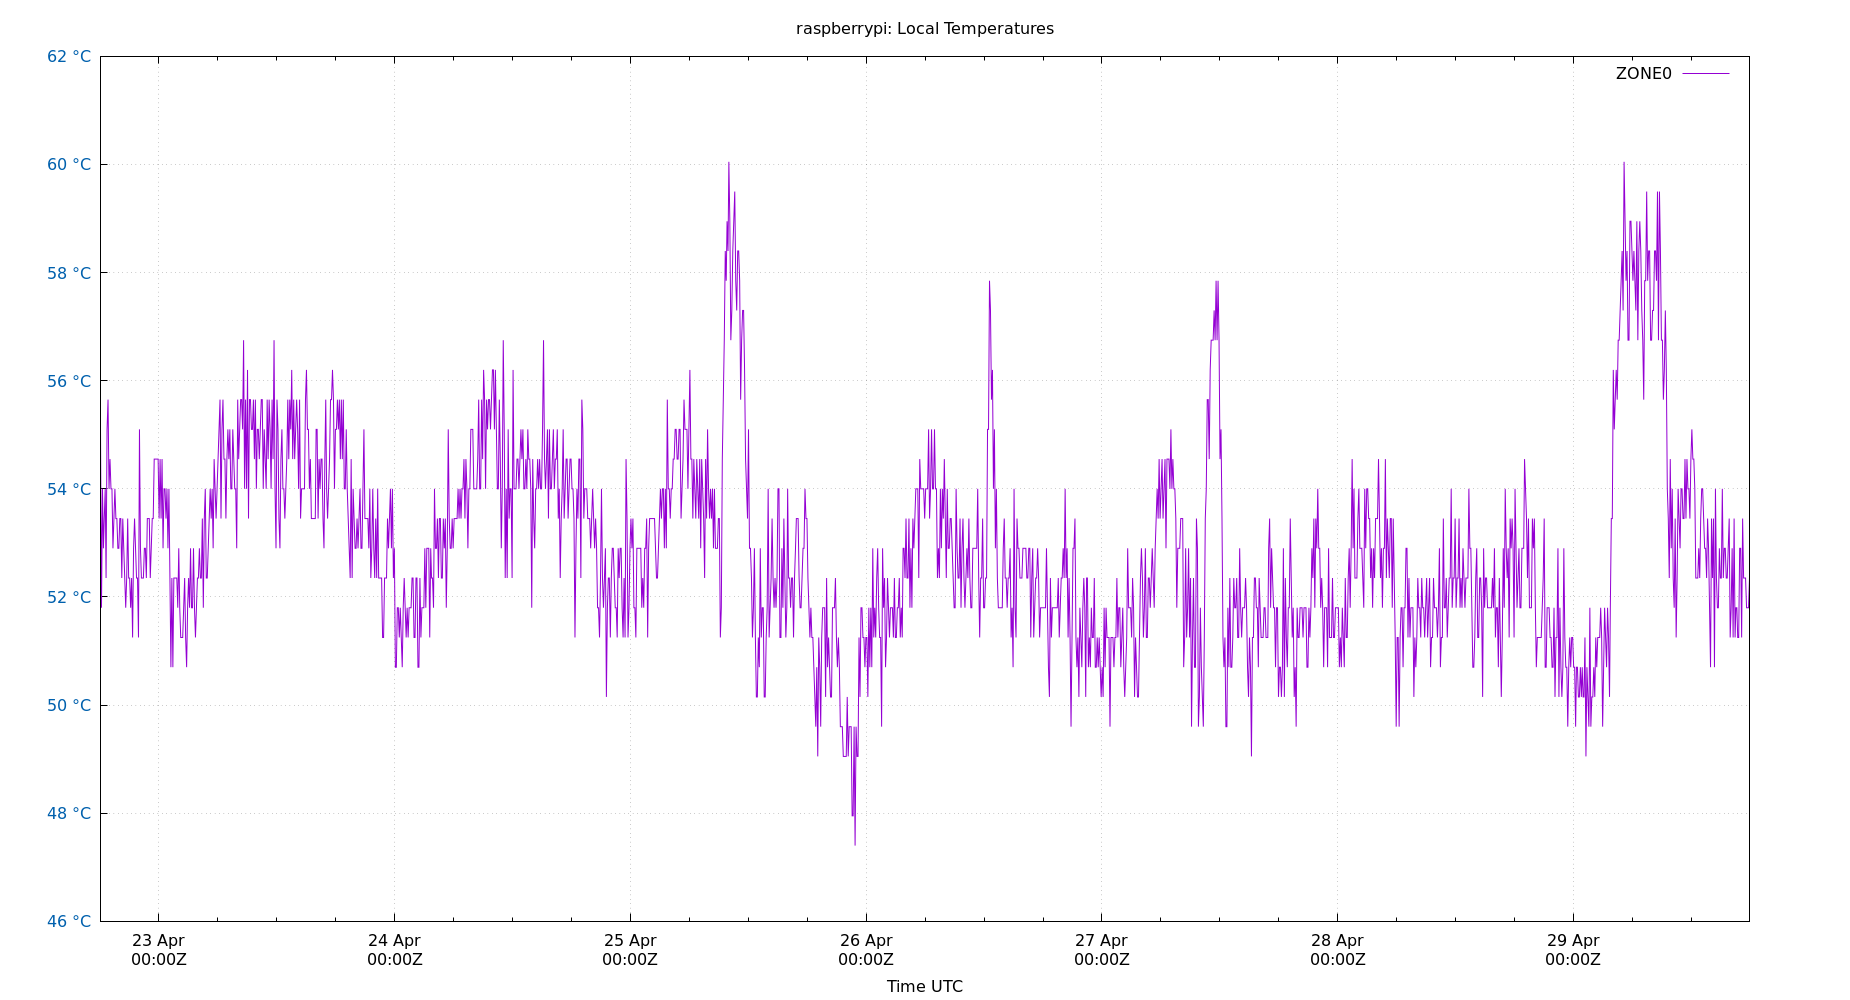 raspberrypi: Local Temperatures
62 °C
ZONE0
60 °C
58 °C
56 °C
54 °C
52 °C
50 °C
48 °C
46 °C
23 Apr 24 Apr 25 Apr 26 Apr 27 Apr 28 Apr 29 Apr
00:00Z 00:00Z 00:00Z 00:00Z 00:00Z 00:00Z 00:00Z
Time UTC